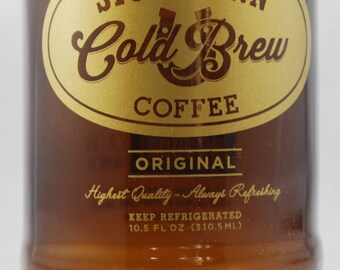 Cold Brew
COFFEE
ORIGINAL
Highest Quality - Always Refreshing
KEEP REFRIGERATED
10.5 FL OZ (310.5ML)